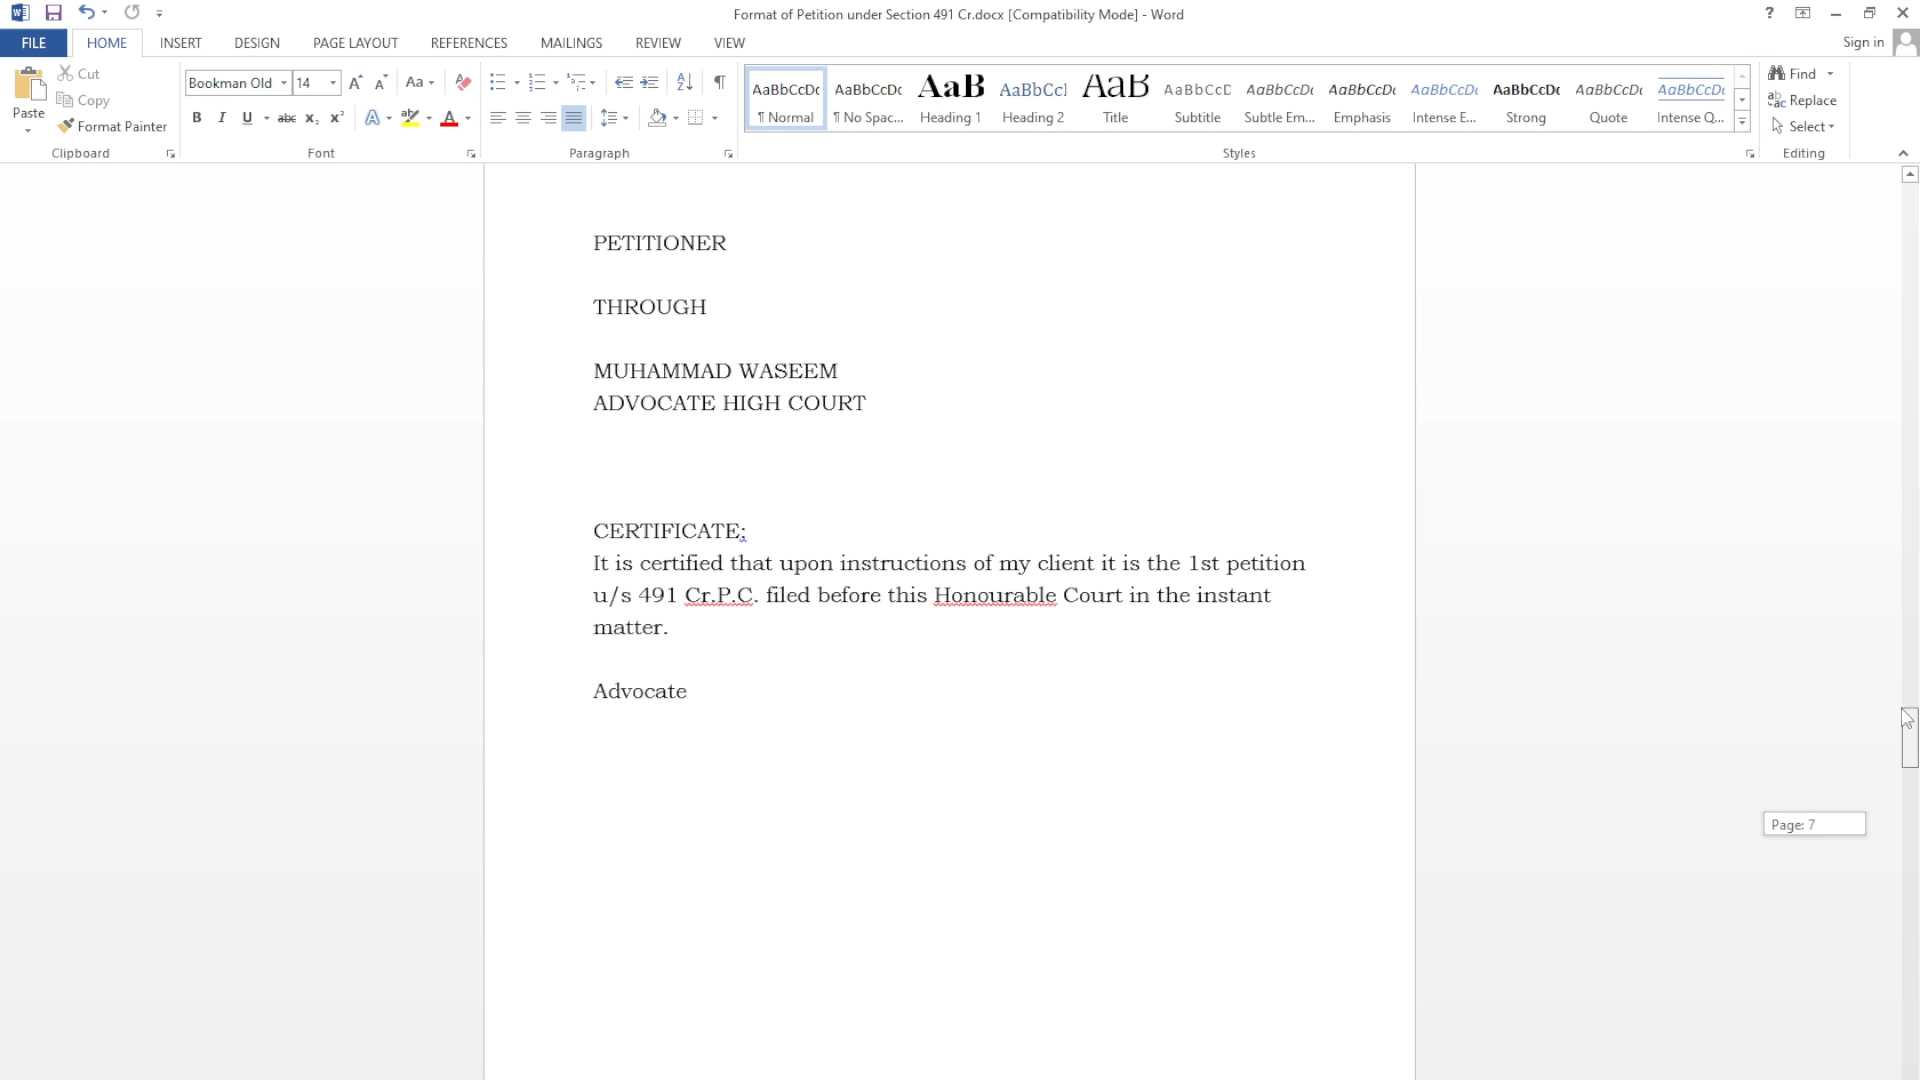 Format of Petition under Section 491 Cr.docx [Compatibility Mode] - Word
?
FILE HOME INSERT DESIGN PAGE LAYOUT REFERENCES MAILINGS REVIEW VIEW Sign in
Paste
Cut
Copy
Format Painter
Clipboard
Bookman Old 14 Aa
B I U abc x₂ x² A ab A
Font
Paragraph
AaBbCcDc AaBbCcDc AaB AaBbCcI AaB AaBbCcD AaBbCcDc AaBbCcDc AaBbCcDc AaBbCcDc AaBbCcDc AaBbCcDc
¶ Normal ¶ No Spac... Heading 1 Heading 2 Title Subtitle Subtle Em... Emphasis Intense E... Strong Quote Intense Q...
Styles
Find
Replace
Select
Editing
PETITIONER
THROUGH
MUHAMMAD WASEEM
ADVOCATE HIGH COURT
CERTIFICATE:
It is certified that upon instructions of my client it is the 1st petition
u/s 491 Cr.P.C. filed before this Honourable Court in the instant
matter.
Advocate
Page: 7